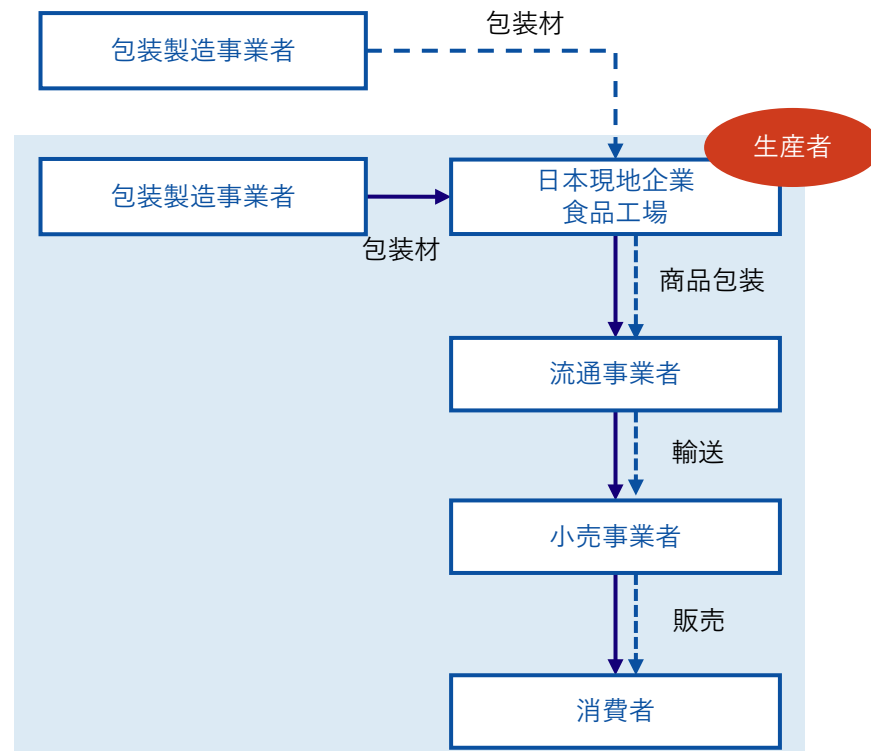 包装材
包装製造事業者
生産者
包装製造事業者
日本現地企業
食品工場
包装材
商品包装
流通事業者
輸送
小売事業者
販売
消費者